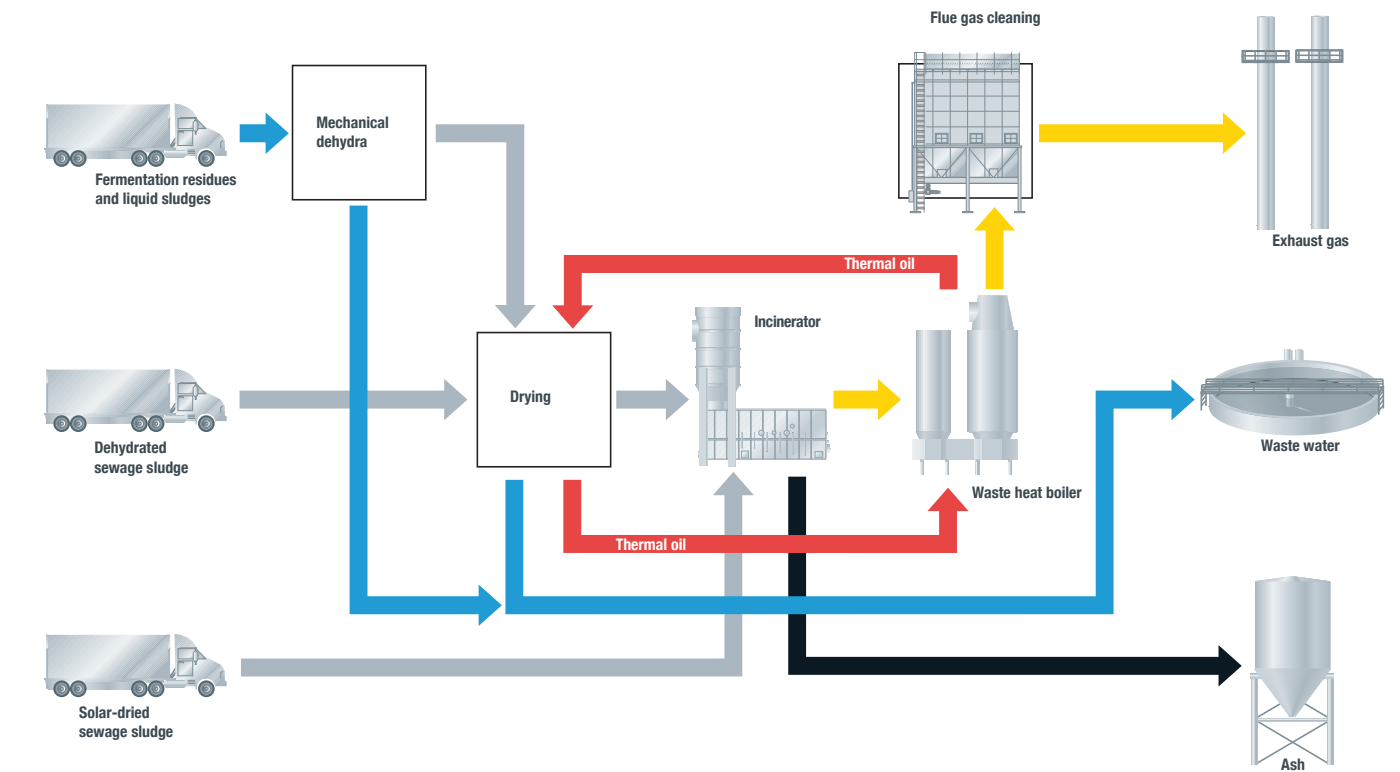 Flue gas cleaning
Mechanical
dehydra
Fermentation residues
and liquid sludges
Exhaust gas
Thermal oil
Incinerator
Drying
Dehydrated
sewage sludge
Waste water
Waste heat boiler
Thermal oil
Solar-dried
sewage sludge
Ash